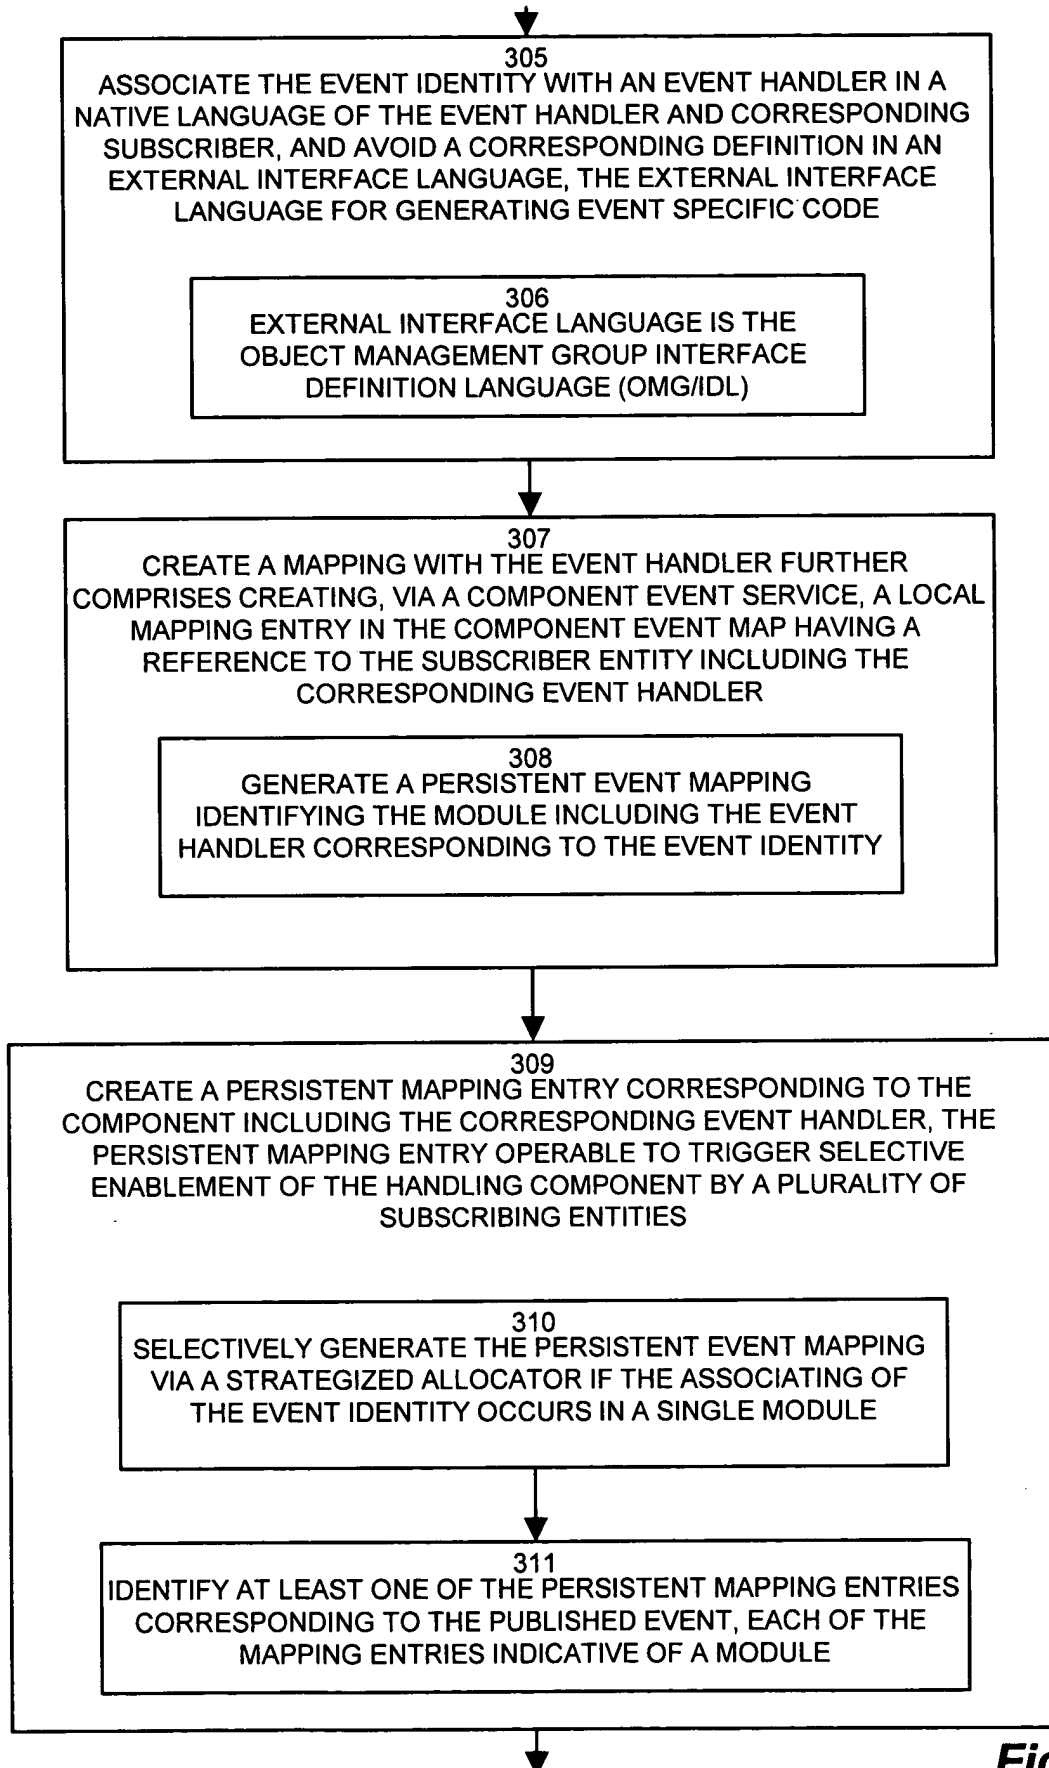 305
ASSOCIATE THE EVENT IDENTITY WITH AN EVENT HANDLER IN A
NATIVE LANGUAGE OF THE EVENT HANDLER AND CORRESPONDING
SUBSCRIBER, AND AVOID A CORRESPONDING DEFINITION IN AN
EXTERNAL INTERFACE LANGUAGE, THE EXTERNAL INTERFACE
LANGUAGE FOR GENERATING EVENT SPECIFIC CODE
306
EXTERNAL INTERFACE LANGUAGE IS THE
OBJECT MANAGEMENT GROUP INTERFACE
DEFINITION LANGUAGE (OMG/IDL)
307
CREATE A MAPPING WITH THE EVENT HANDLER FURTHER
COMPRISES CREATING, VIA A COMPONENT EVENT SERVICE, A LOCAL
MAPPING ENTRY IN THE COMPONENT EVENT MAP HAVING A
REFERENCE TO THE SUBSCRIBER ENTITY INCLUDING THE
CORRESPONDING EVENT HANDLER
308
GENERATE A PERSISTENT EVENT MAPPING
IDENTIFYING THE MODULE INCLUDING THE EVENT
HANDLER CORRESPONDING TO THE EVENT IDENTITY
309
CREATE A PERSISTENT MAPPING ENTRY CORRESPONDING TO THE
COMPONENT INCLUDING THE CORRESPONDING EVENT HANDLER, THE
PERSISTENT MAPPING ENTRY OPERABLE TO TRIGGER SELECTIVE
ENABLEMENT OF THE HANDLING COMPONENT BY A PLURALITY OF
SUBSCRIBING ENTITIES
310
SELECTIVELY GENERATE THE PERSISTENT EVENT MAPPING
VIA A STRATEGIZED ALLOCATOR IF THE ASSOCIATING OF
THE EVENT IDENTITY OCCURS IN A SINGLE MODULE
311
IDENTIFY AT LEAST ONE OF THE PERSISTENT MAPPING ENTRIES
CORRESPONDING TO THE PUBLISHED EVENT, EACH OF THE
MAPPING ENTRIES INDICATIVE OF A MODULE